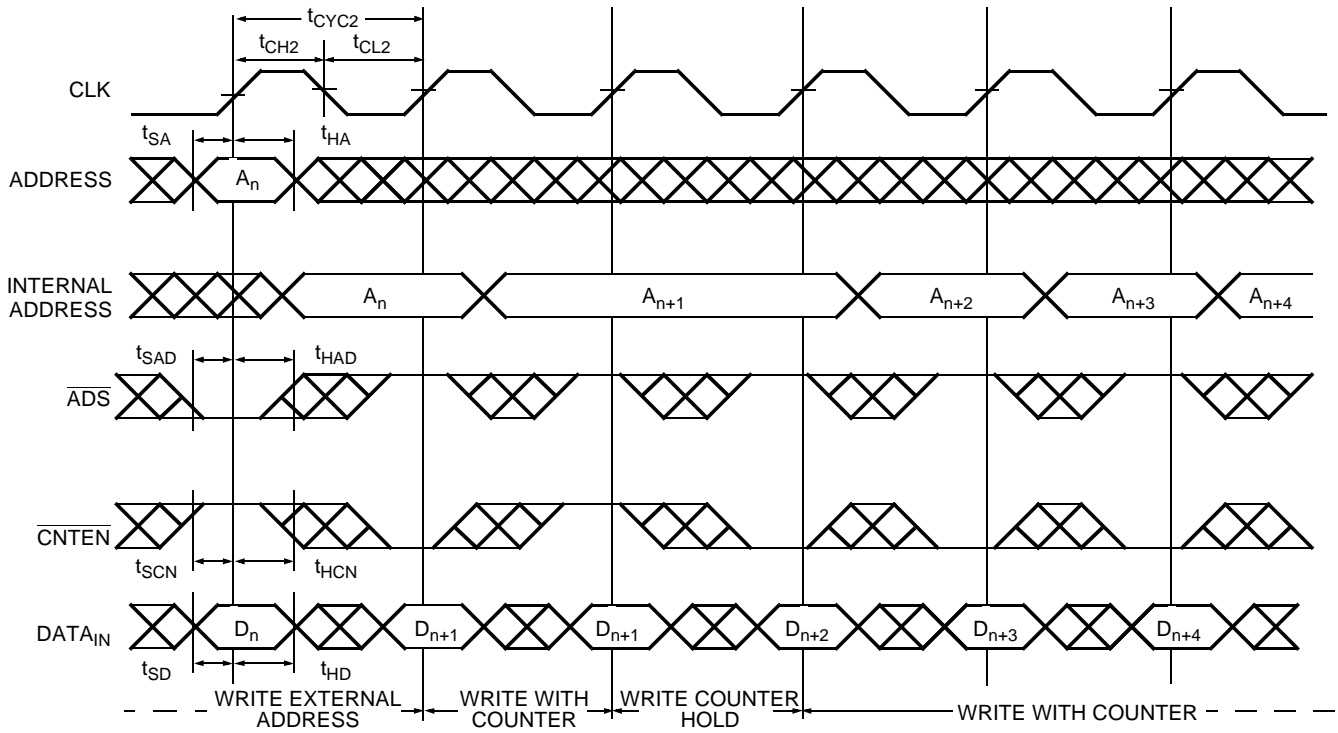 tCYC2
tCH2 tCL2
CLK
tSA tHA
ADDRESS An
INTERNAL
ADDRESS
An An+1 An+2 An+3 An+4
tSAD tHAD
ADS
CNTEN
tSCN tHCN
DATAIN Dn Dn+1 Dn+1 Dn+2 Dn+3 Dn+4
tSD tHD
WRITE EXTERNAL
ADDRESS
WRITE WITH
COUNTER
WRITE COUNTER
HOLD
WRITE WITH COUNTER